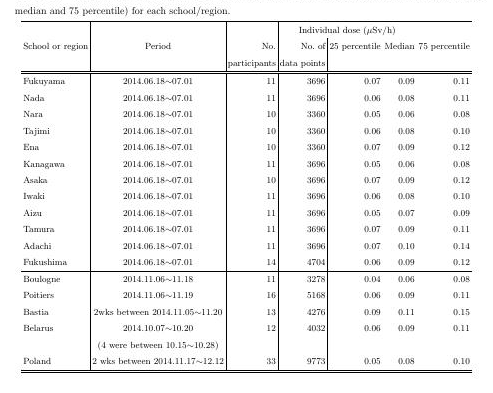 median and 75 percentile) for each school/region.
Individual dose (μSv/h)
School or region Period No. No. of 25 percentile Median 75 percentile
participants data points
Fukuyama 2014.06.18∼07.01 11 3696 0.07 0.09 0.11
Nada 2014.06.18∼07.01 11 3696 0.06 0.08 0.11
Nara 2014.06.18∼07.01 10 3360 0.05 0.06 0.08
Tajimi 2014.06.18∼07.01 10 3360 0.06 0.08 0.10
Ena 2014.06.18∼07.01 10 3360 0.07 0.09 0.12
Kanagawa 2014.06.18∼07.01 11 3696 0.05 0.06 0.08
Asaka 2014.06.18∼07.01 10 3696 0.07 0.09 0.12
Iwaki 2014.06.18∼07.01 11 3696 0.06 0.08 0.10
Aizu 2014.06.18∼07.01 11 3696 0.05 0.07 0.09
Tamura 2014.06.18∼07.01 11 3696 0.07 0.09 0.11
Adachi 2014.06.18∼07.01 11 3696 0.07 0.10 0.14
Fukushima 2014.06.18∼07.01 14 4704 0.06 0.09 0.12
Boulogne 2014.11.06∼11.18 11 3278 0.04 0.06 0.08
Poitiers 2014.11.06∼11.19 16 5168 0.06 0.09 0.11
Bastia 2wks between 2014.11.05∼11.20 13 4276 0.09 0.11 0.15
Belarus 2014.10.07∼10.20 12 4032 0.06 0.09 0.11
(4 were between 10.15∼10.28)
Poland 2 wks between 2014.11.17∼12.12 33 9773 0.05 0.08 0.10